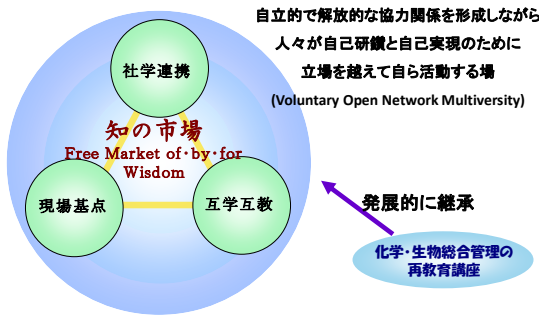 自立的で解放的な協力関係を形成しながら
人々が自己研鑽と自己実現のために
立場を越えて自ら活動する場
(Voluntary Open Network Multiversity)
社学連携
知の市場
Free Market of・by・for
Wisdom
現場基点
互学互教
発展的に継承
化学・生物総合管理の
再教育講座